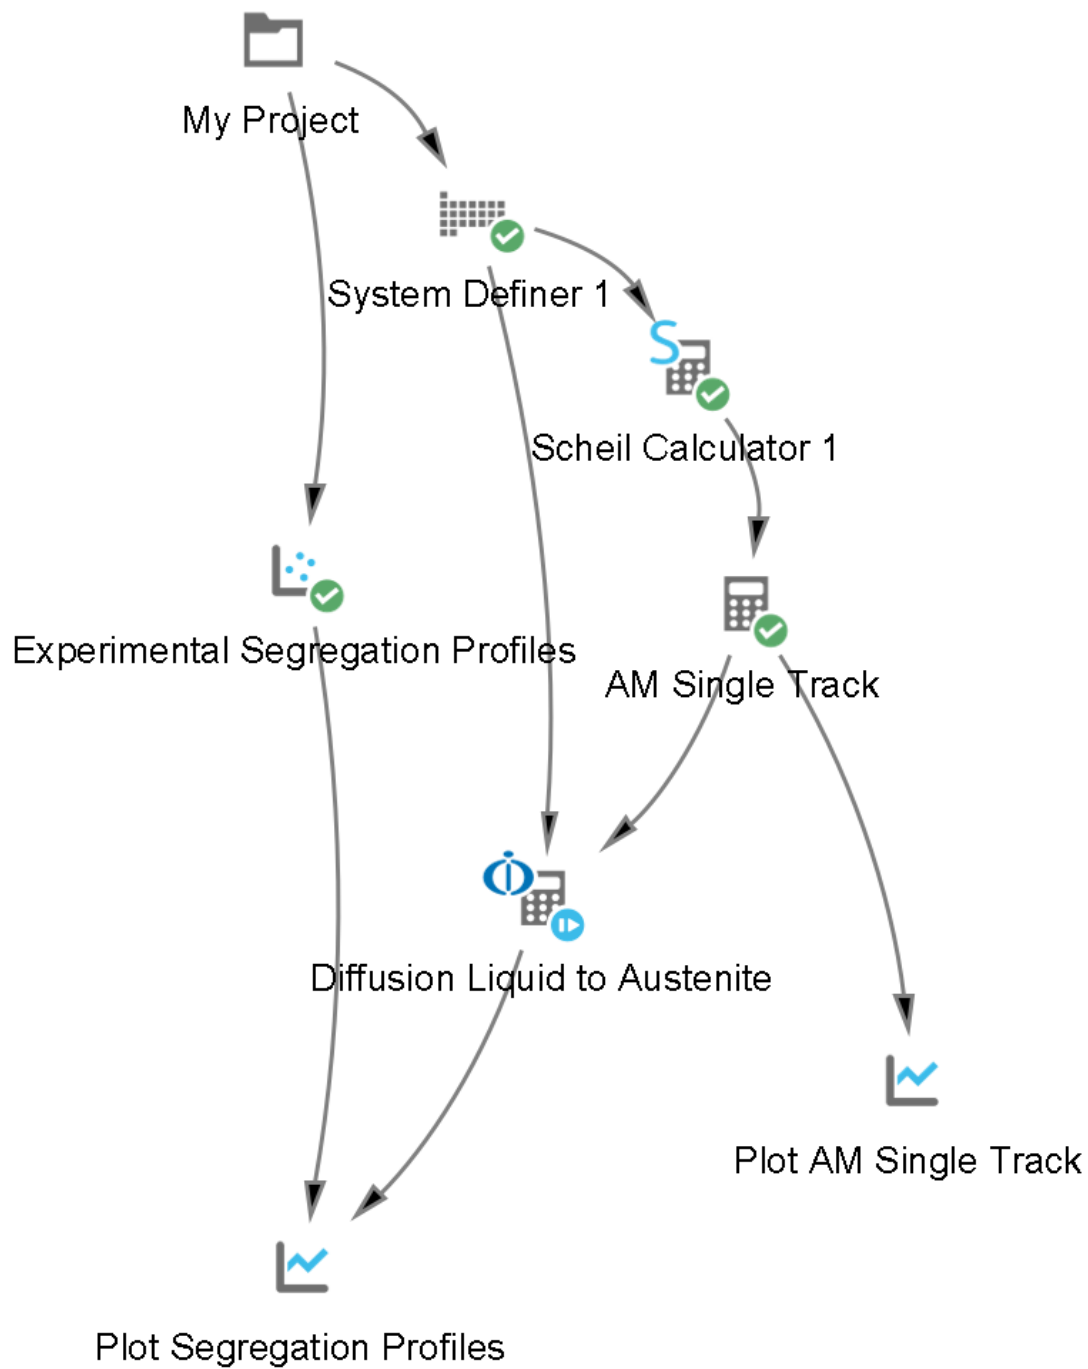 My Project
System Definer 1
Scheil Calculator 1
Experimental Segregation Profiles
AM Single Track
Diffusion Liquid to Austenite
Plot AM Single Track
Plot Segregation Profiles